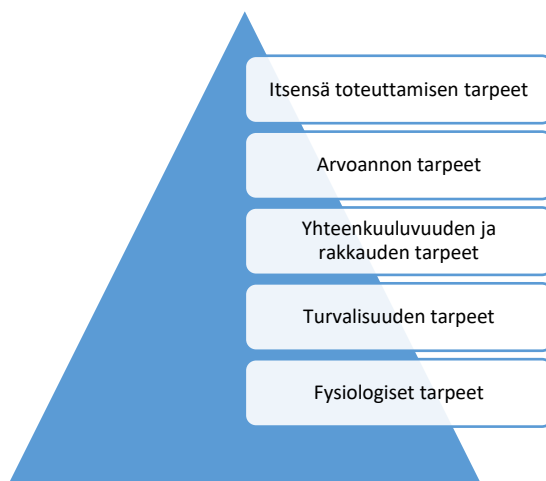 Itsensä toteuttamisen tarpeet
Arvoannon tarpeet
Yhteenkuuluvuuden ja
rakkauden tarpeet
Turvalisuuden tarpeet
Fysiologiset tarpeet